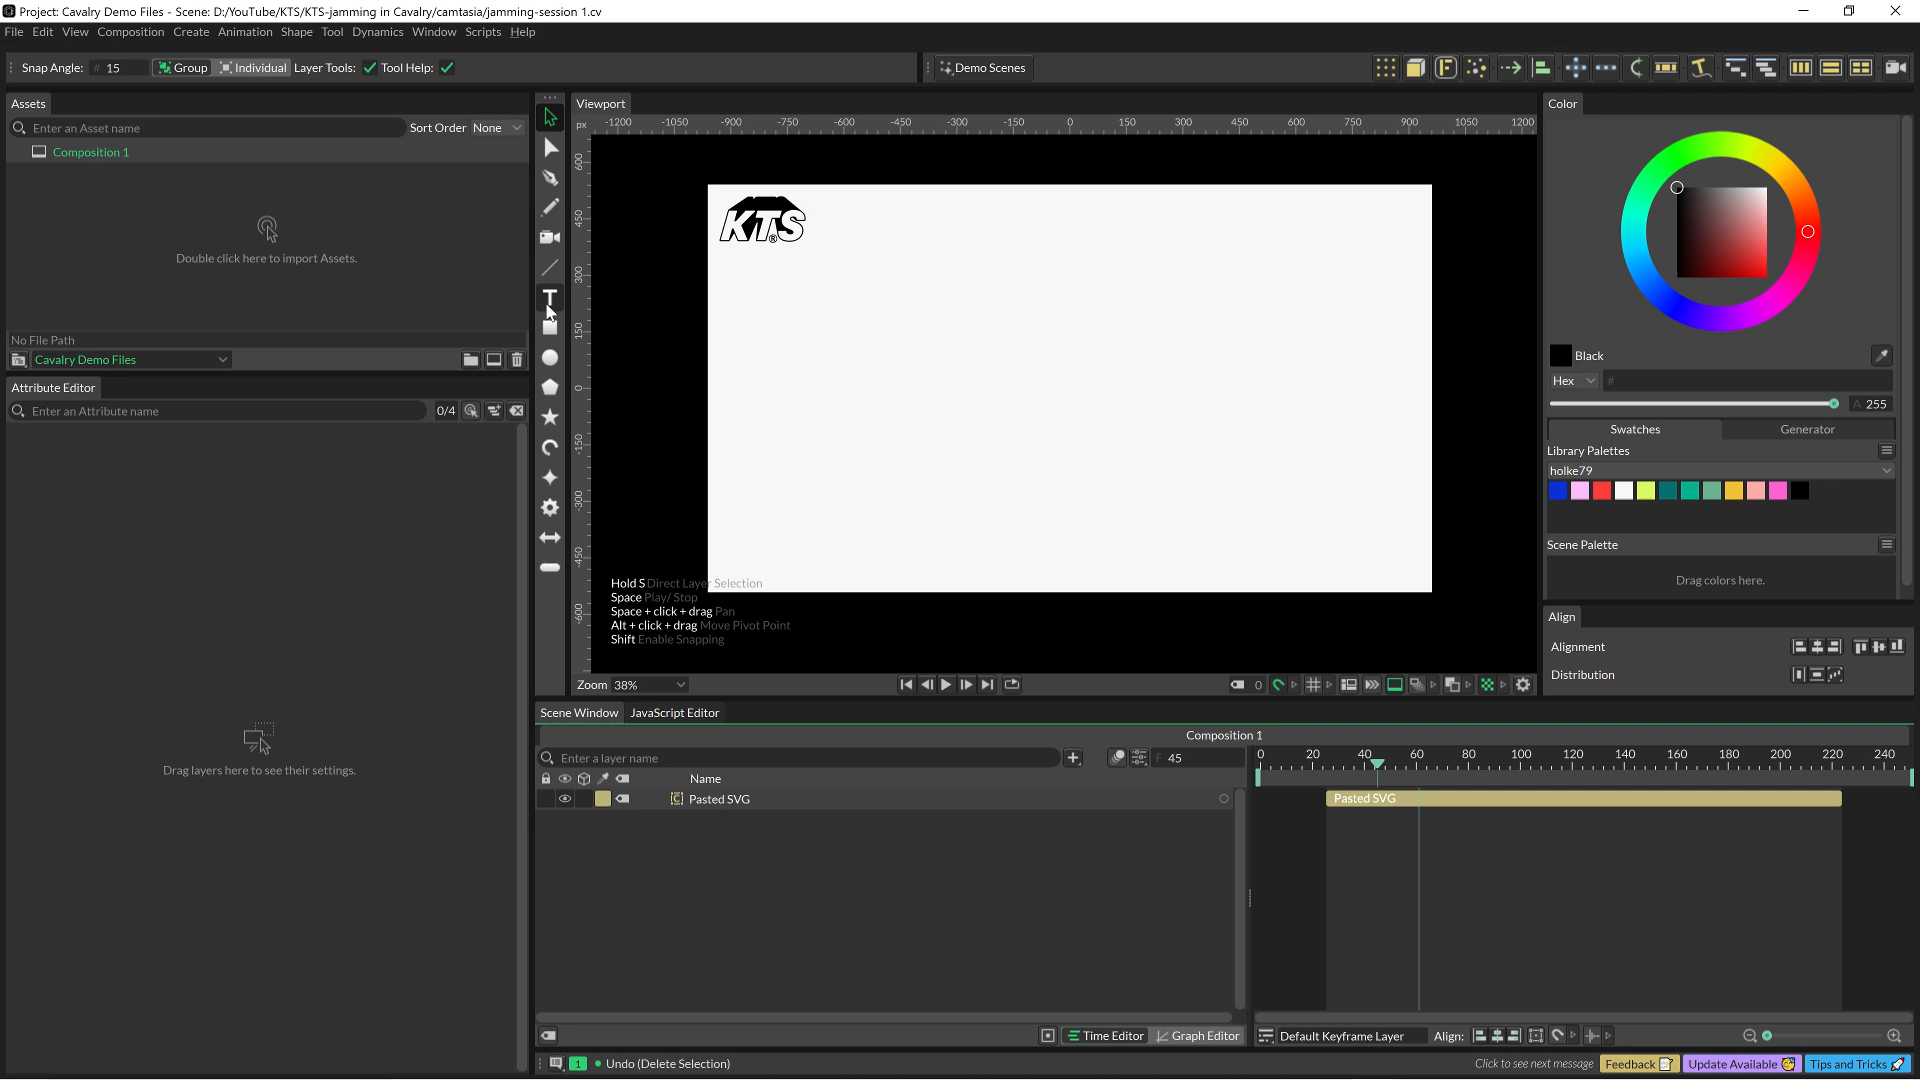 Project: Cavalry Demo Files - Scene: D:/YouTube/KTS/KTS-jamming in Cavalry/camtasia/jamming-session 1.cv
File Edit View Composition Create Animation Shape Tool Dynamics Window Scripts Help
Snap Angle: # 15 Group Individual Layer Tools: Tool Help: Demo Scenes
Assets
Enter an Asset name Sort Order None
Composition 1
Double click here to import Assets.
No File Path
Cavalry Demo Files
Attribute Editor
Enter an Attribute name 0/4
Drag layers here to see their settings.
Viewport
px -1200 -1050 -900 -750 -600 -450 -300 -150 0 150 300 450 600 750 900 1050 1200
600
450
300
150
0
-150
-300
-450
-600
KTS®
Hold S Direct Layer Selection
Space Play/ Stop
Space + click + drag Pan
Alt + click + drag Move Pivot Point
Shift Enable Snapping
Zoom 38% 0
Color
Black
Hex #
A 255
Swatches Generator
Library Palettes
holke79
Scene Palette
Drag colors here.
Align
Alignment
Distribution
Scene Window JavaScript Editor
Composition 1
Enter a layer name F 45
0 20 40 60 80 100 120 140 160 180 200 220 240
Name
Pasted SVG
Pasted SVG
Time Editor Graph Editor Default Keyframe Layer Align:
1 Undo (Delete Selection) Click to see next message Feedback Update Available Tips and Tricks